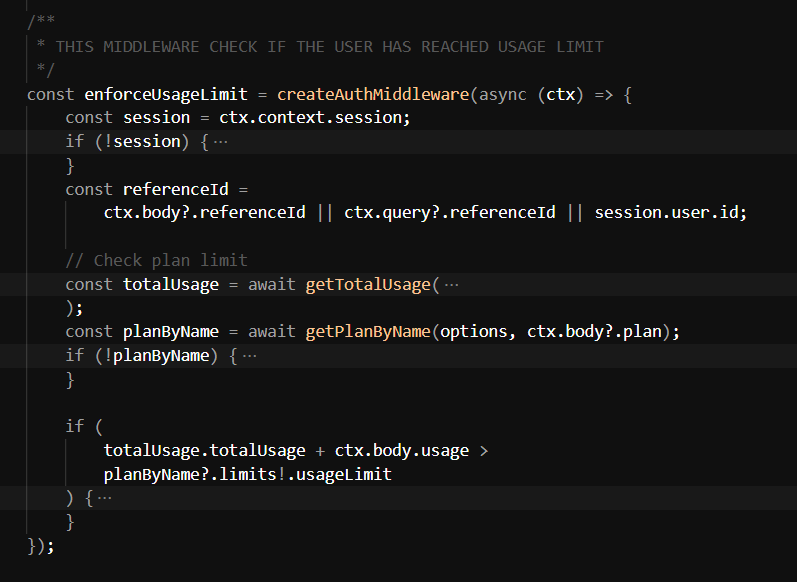 /**
 * THIS MIDDLEWARE CHECK IF THE USER HAS REACHED USAGE LIMIT
 */
const enforceUsageLimit = createAuthMiddleware(async (ctx) => {
    const session = ctx.context.session;
    if (!session) { ⋯
    }
    const referenceId =
        ctx.body?.referenceId || ctx.query?.referenceId || session.user.id;

    // Check plan limit
    const totalUsage = await getTotalUsage( ⋯
    );
    const planByName = await getPlanByName(options, ctx.body?.plan);
    if (!planByName) { ⋯
    }

    if (
        totalUsage.totalUsage + ctx.body.usage >
        planByName?.limits!.usageLimit
    ) { ⋯
    }
});